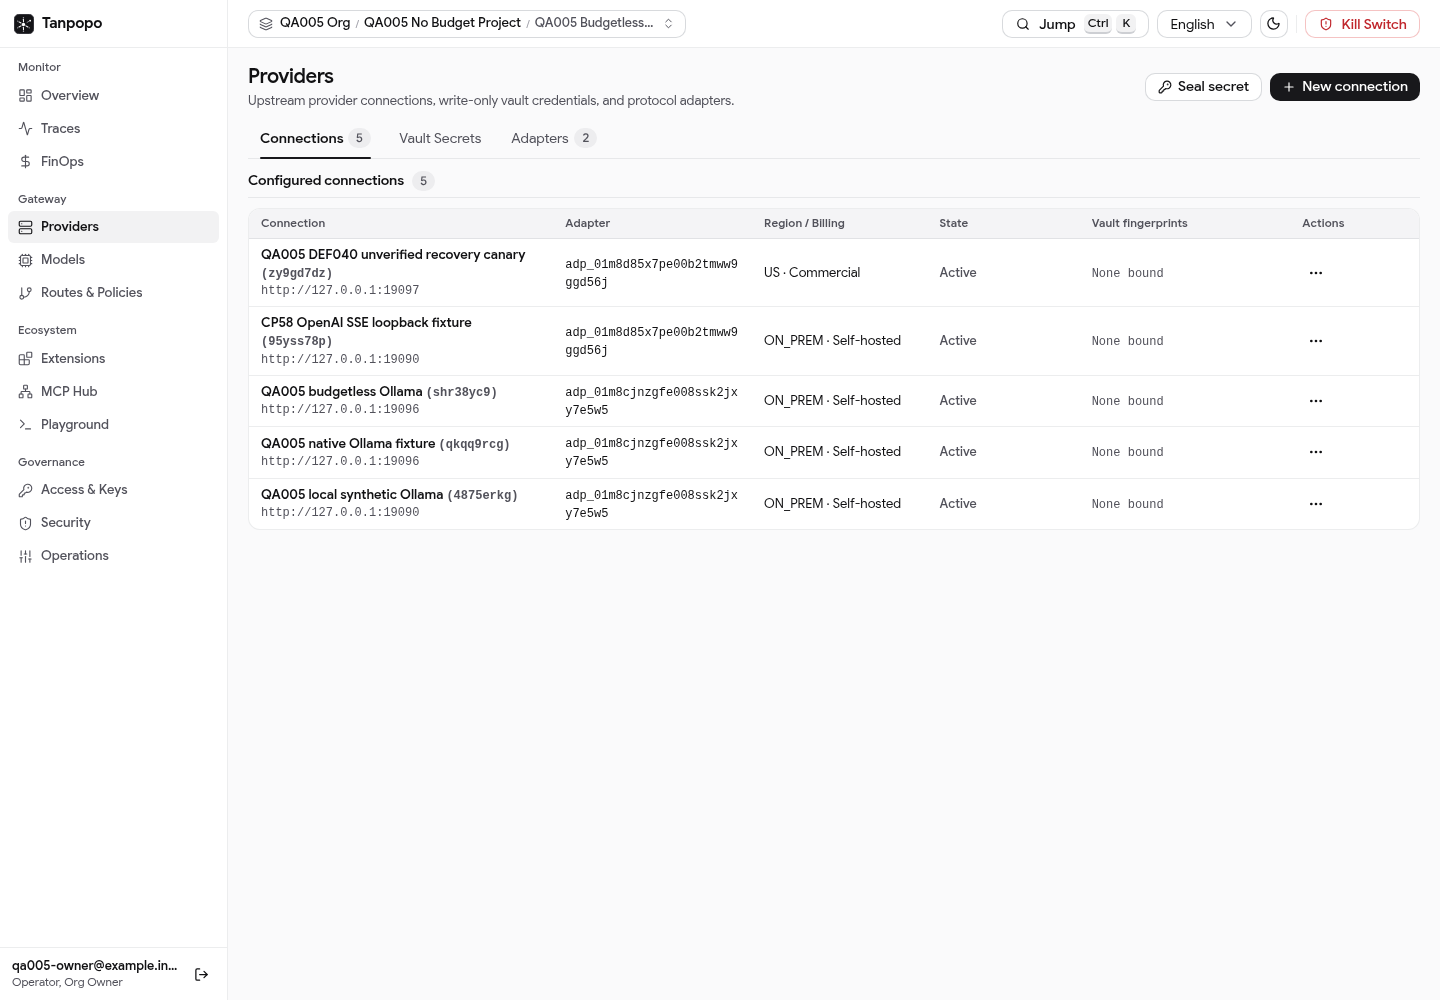 Tanpopo
QA005 Org / QA005 No Budget Project / QA005 Budgetless...
Jump Ctrl K
English
Kill Switch
Monitor
Overview
Traces
FinOps
Gateway
Providers
Models
Routes & Policies
Ecosystem
Extensions
MCP Hub
Playground
Governance
Access & Keys
Security
Operations
qa005-owner@example.in...
Operator, Org Owner
Providers
Upstream provider connections, write-only vault credentials, and protocol adapters.
Seal secret
New connection
Connections 5
Vault Secrets
Adapters 2
Configured connections 5
Connection Adapter Region / Billing State Vault fingerprints Actions
QA005 DEF040 unverified recovery canary
(zy9gd7dz)
http://127.0.0.1:19097
adp_01m8d85x7pe00b2tmww9
ggd56j
US · Commercial
Active
None bound
CP58 OpenAI SSE loopback fixture
(95yss78p)
http://127.0.0.1:19090
adp_01m8d85x7pe00b2tmww9
ggd56j
ON_PREM · Self-hosted
Active
None bound
QA005 budgetless Ollama (shr38yc9)
http://127.0.0.1:19096
adp_01m8cjnzgfe008ssk2jx
y7e5w5
ON_PREM · Self-hosted
Active
None bound
QA005 native Ollama fixture (qkqq9rcg)
http://127.0.0.1:19096
adp_01m8cjnzgfe008ssk2jx
y7e5w5
ON_PREM · Self-hosted
Active
None bound
QA005 local synthetic Ollama (4875erkg)
http://127.0.0.1:19090
adp_01m8cjnzgfe008ssk2jx
y7e5w5
ON_PREM · Self-hosted
Active
None bound